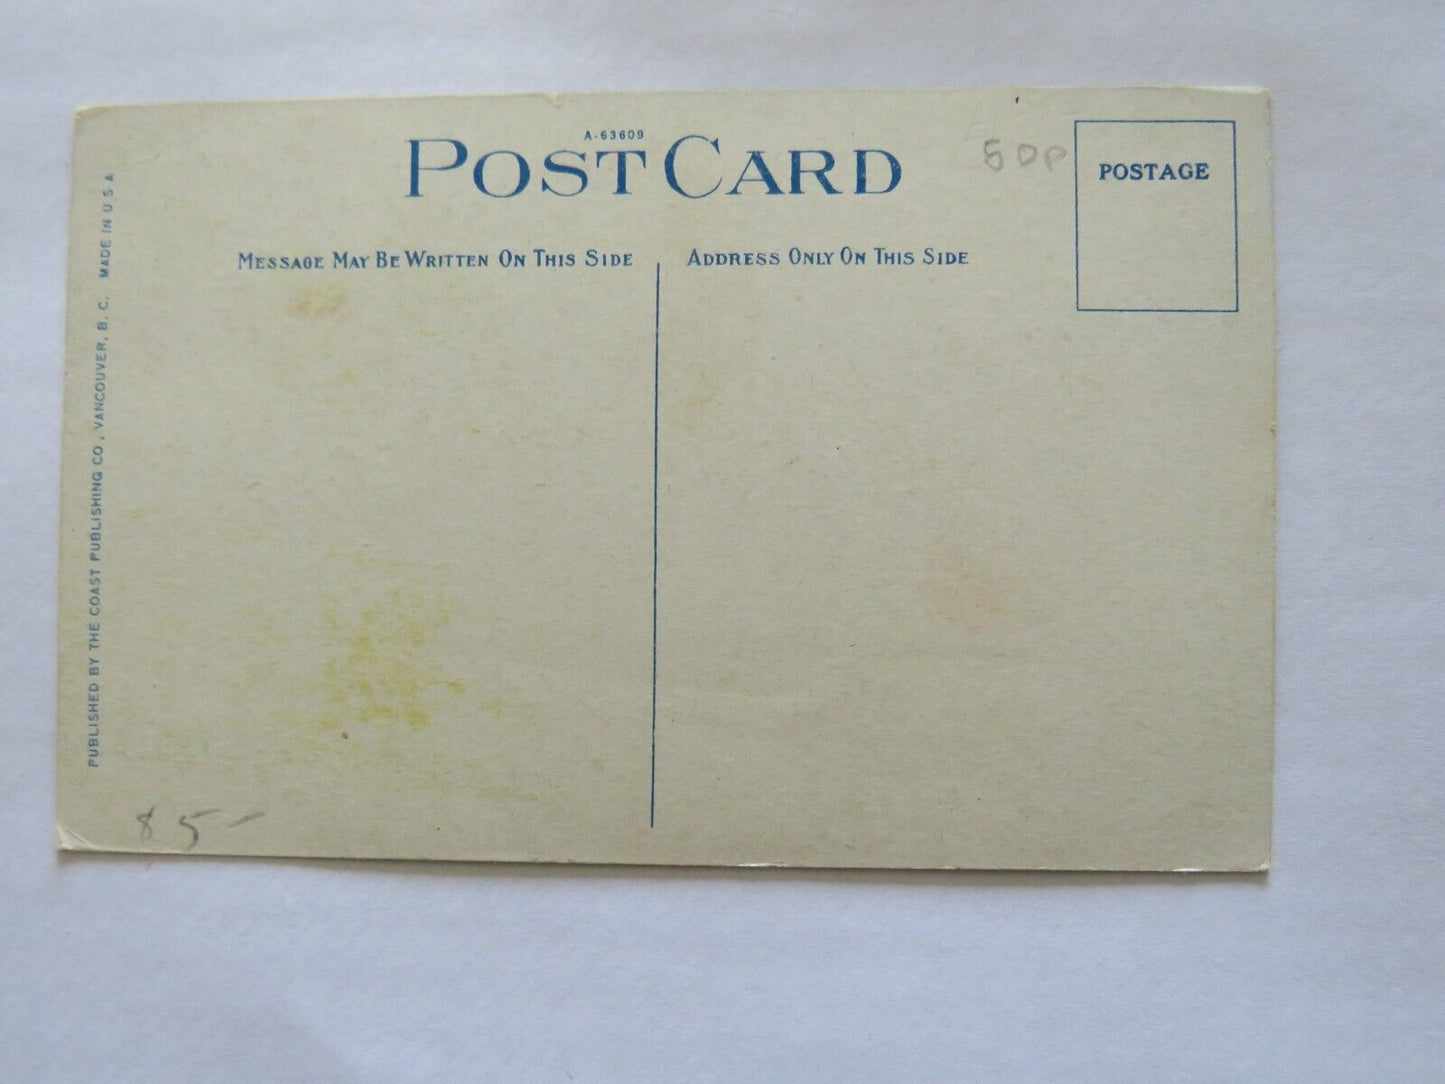 A-63609
POST CARD
50p
POSTAGE
MESSAGE MAY BE WRITTEN ON THIS SIDE
ADDRESS ONLY ON THIS SIDE
PUBLISHED BY THE COAST PUBLISHING CO., VANCOUVER, B. C. MADE IN U S A
85-